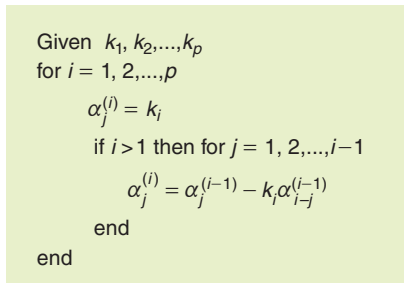 Given k₁, k₂,...,kₚ
for i = 1, 2,...,p
αⱼ⁽ⁱ⁾ = kᵢ
if i > 1 then for j = 1, 2,...,i−1
αⱼ⁽ⁱ⁾ = αⱼ⁽ⁱ⁻¹⁾ − kᵢαᵢ₋ⱼ⁽ⁱ⁻¹⁾
end
end